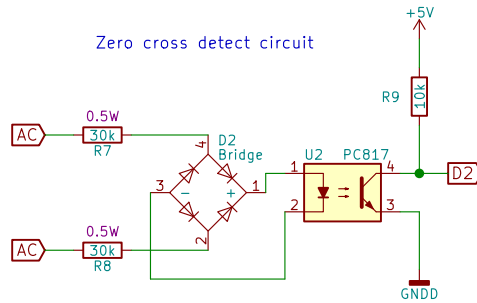 +5V
Zero cross detect circuit
R9
10k
0.5W
AC
30k
R7
4
D2
Bridge
U2
PC817
3
-
+
1
1
4
D2
2
3
0.5W
2
AC
30k
R8
GNDD